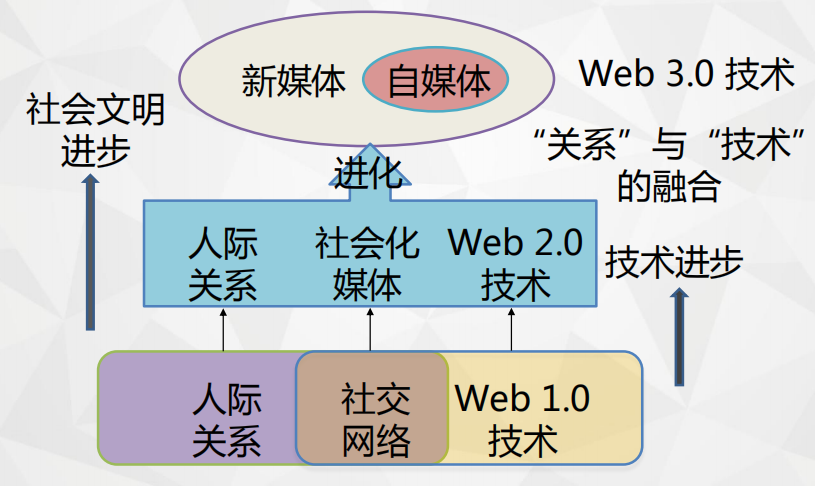 新媒体
自媒体
Web 3.0 技术
社会文明
进步
“关系”与“技术”
的融合
进化
人际
关系
社会化
媒体
Web 2.0
技术
技术进步
人际
关系
社交
网络
Web 1.0
技术